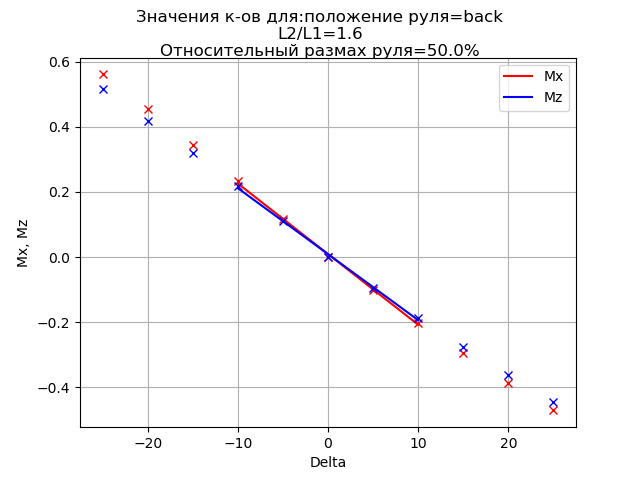 Значения к-ов для:положение руля=back
L2/L1=1.6
Относительный размах руля=50.0%
Mx
Mz
0.6
0.4
0.2
0.0
−0.2
−0.4
Mx, Mz
−20
−10
0
10
20
Delta